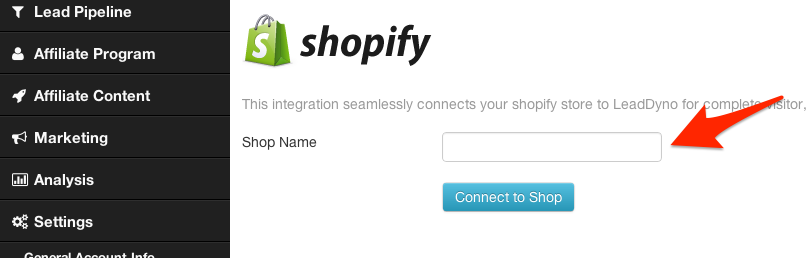 Lead Pipeline
Affiliate Program
Affiliate Content
Marketing
Analysis
Settings
General Account Info
shopify
This integration seamlessly connects your shopify store to LeadDyno for complete visitor,
Shop Name
Connect to Shop